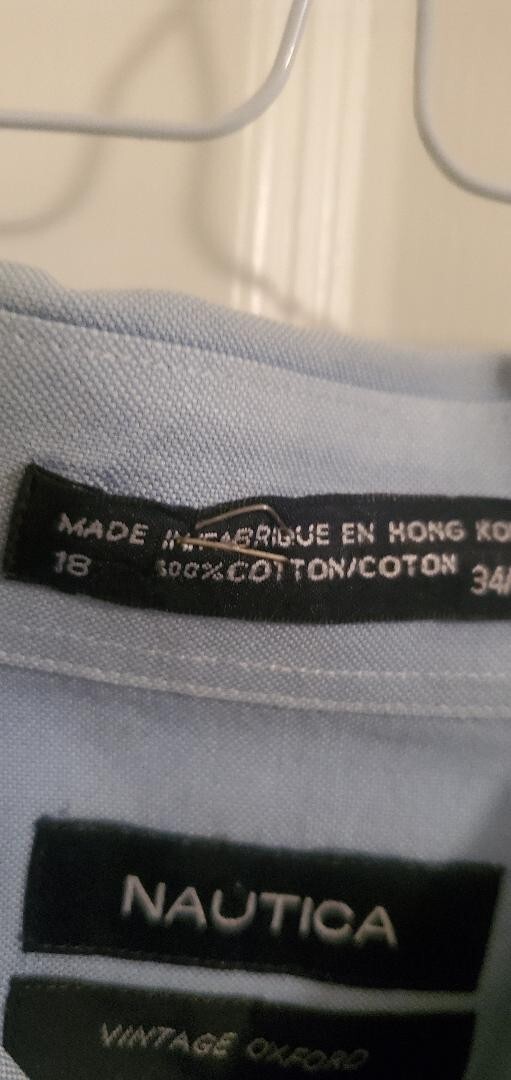 MADE IN/FABRIQUE EN HONG KO
18 100%COTTON/COTON 34/
NAUTICA
VINTAGE OXFORD